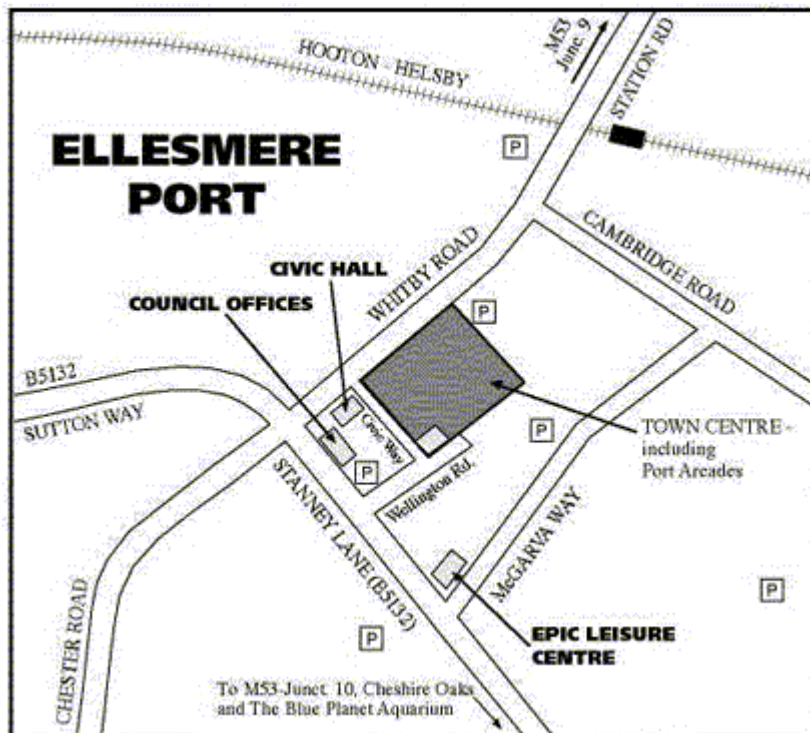 M53
Junc. 9
STATION RD
HOOTON - HELSBY
P
ELLESMERE
PORT
CAMBRIDGE ROAD
WHITBY ROAD
CIVIC HALL
COUNCIL OFFICES
P
B5132
SUTTON WAY
Civic Way
P
TOWN CENTRE -
including
Port Arcades
P
Wellington Rd.
STANNEY LANE (B5132)
McGARVA WAY
CHESTER ROAD
P
P
EPIC LEISURE
CENTRE
To M53 Junct. 10, Cheshire Oaks
and The Blue Planet Aquarium